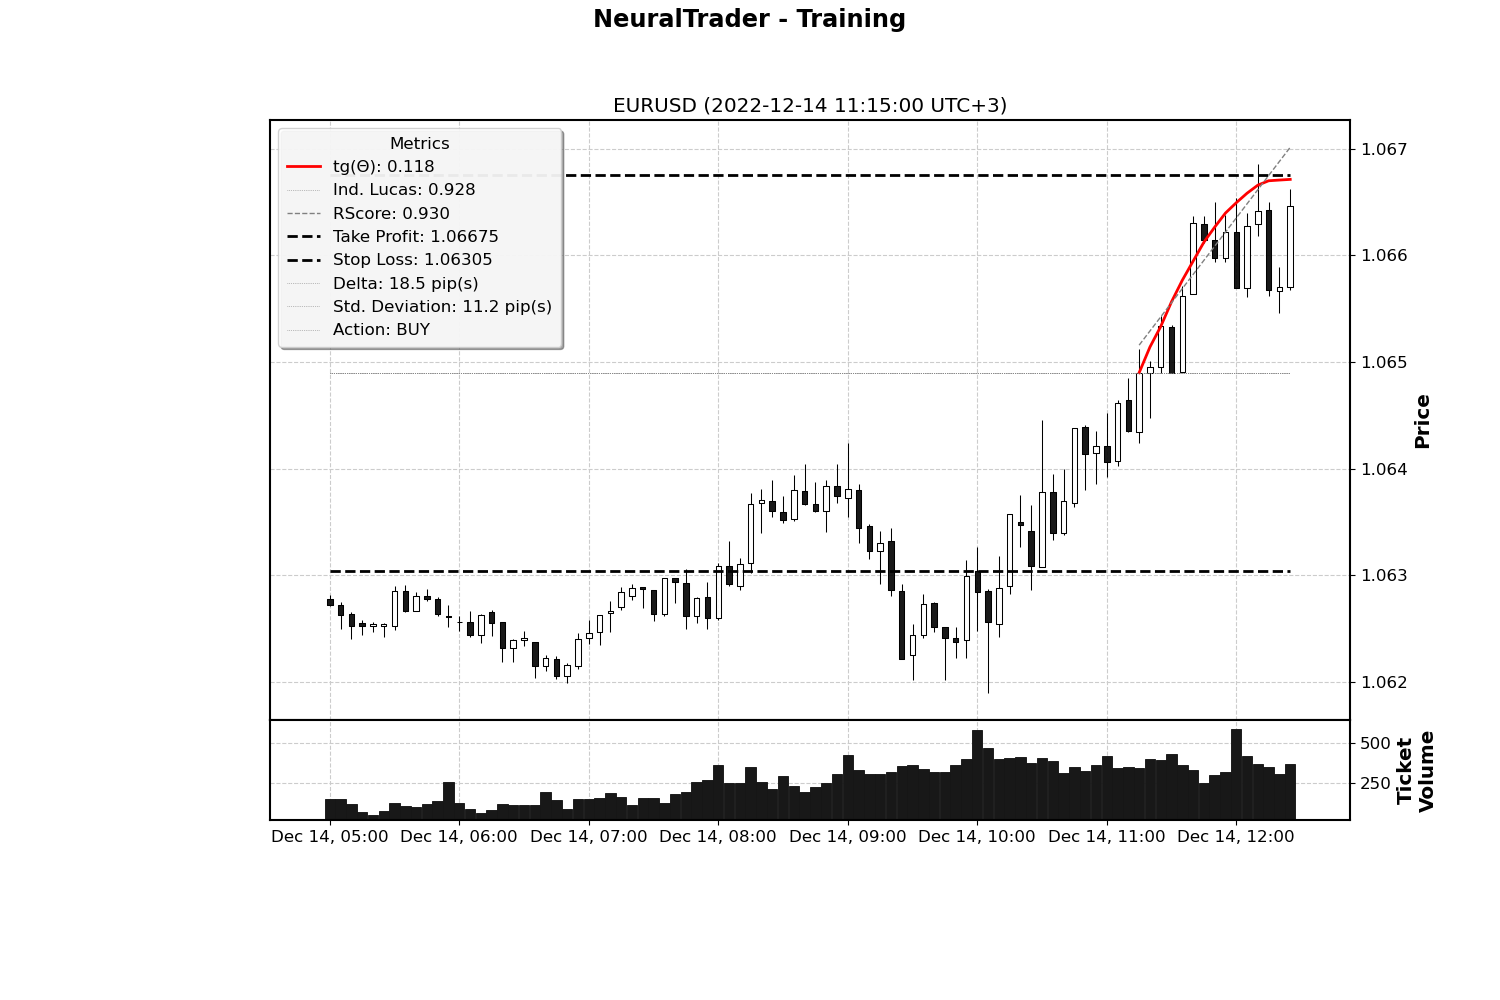 NeuralTrader - Training
EURUSD (2022-12-14 11:15:00 UTC+3)
Metrics
tg(Θ): 0.118
Ind. Lucas: 0.928
RScore: 0.930
Take Profit: 1.06675
Stop Loss: 1.06305
Delta: 18.5 pip(s)
Std. Deviation: 11.2 pip(s)
Action: BUY
1.067
1.066
1.065
1.064
1.063
1.062
Price
500
250
Ticket
Volume
Dec 14, 05:00 Dec 14, 06:00 Dec 14, 07:00 Dec 14, 08:00 Dec 14, 09:00 Dec 14, 10:00 Dec 14, 11:00 Dec 14, 12:00